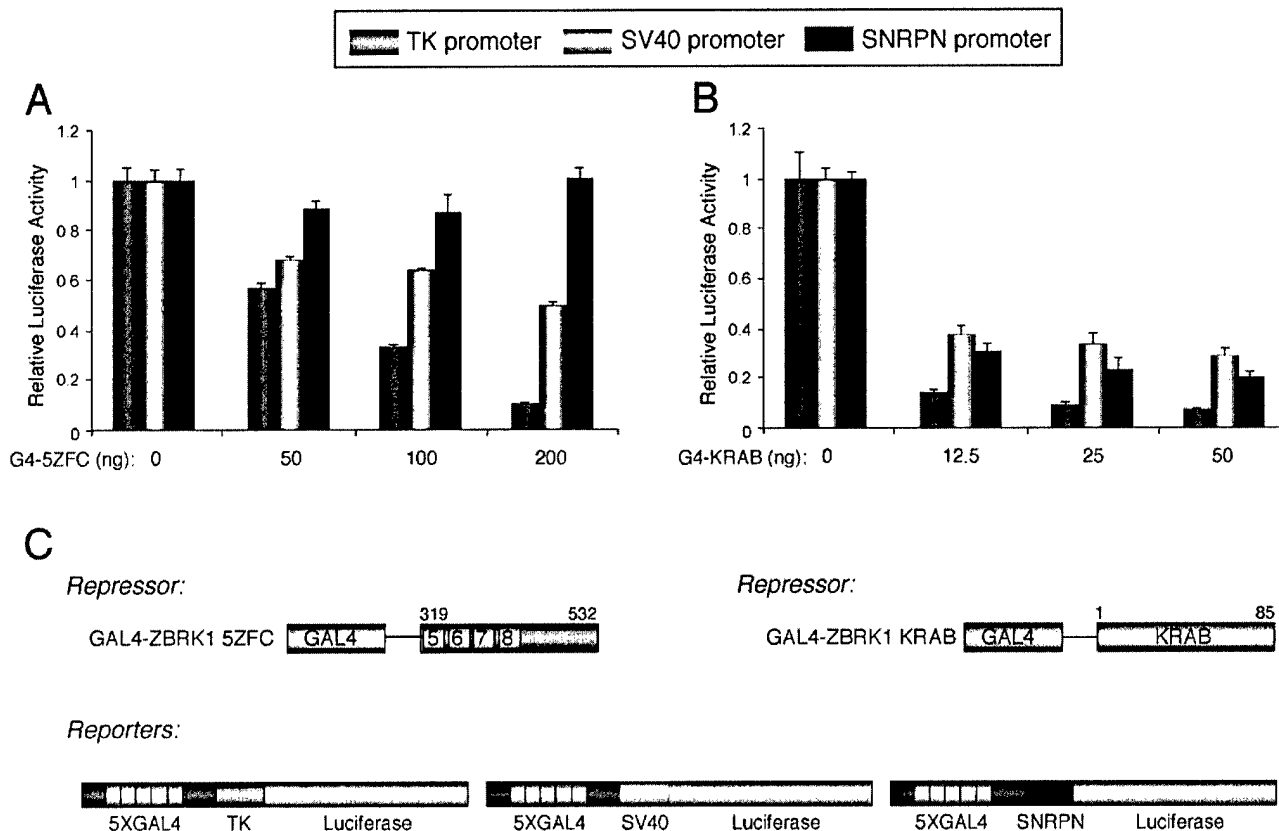 TK promoter SV40 promoter SNRPN promoter
A
Relative Luciferase Activity
1.2
1
0.8
0.6
0.4
0.2
0
G4-5ZFC (ng): 0 50 100 200
B
Relative Luciferase Activity
1.2
1
0.8
0.6
0.4
0.2
0
G4-KRAB (ng): 0 12.5 25 50
C
Repressor:
319 532
GAL4-ZBRK1 5ZFC GAL4 5 6 7 8
Repressor:
1 85
GAL4-ZBRK1 KRAB GAL4 KRAB
Reporters:
5XGAL4 TK Luciferase
5XGAL4 SV40 Luciferase
5XGAL4 SNRPN Luciferase